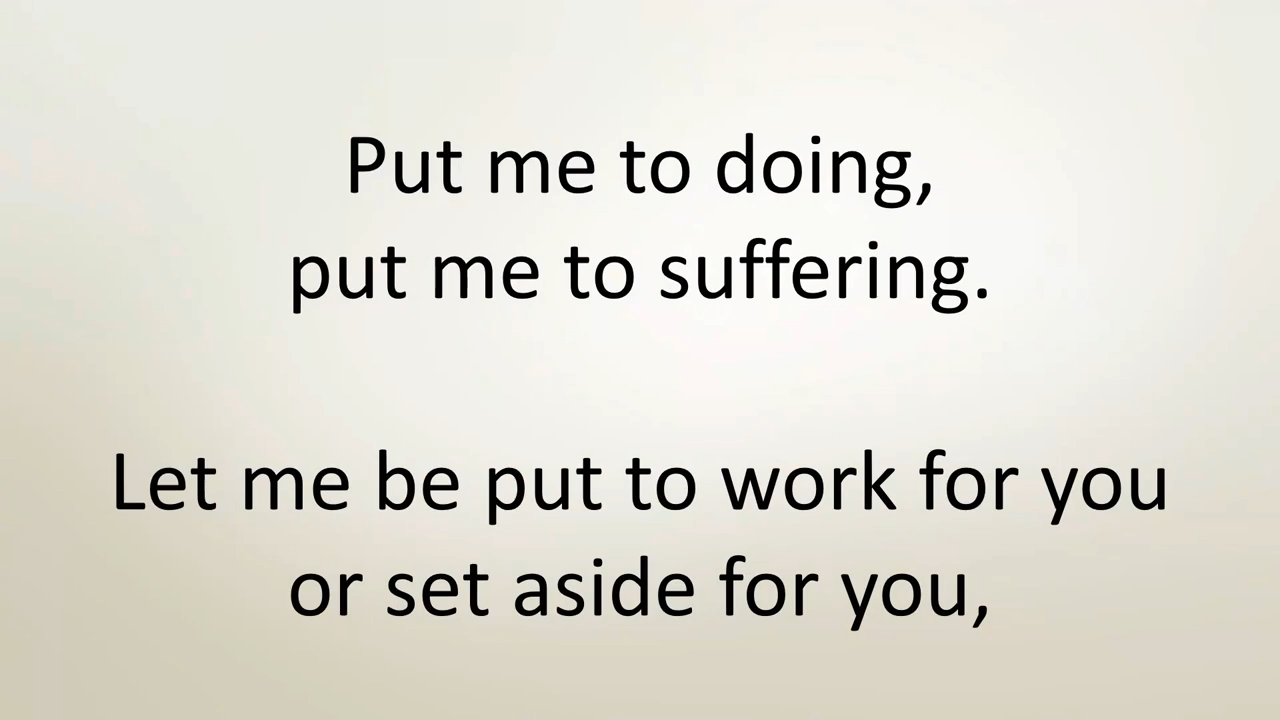 Put me to doing,
put me to suffering.
Let me be put to work for you
or set aside for you,